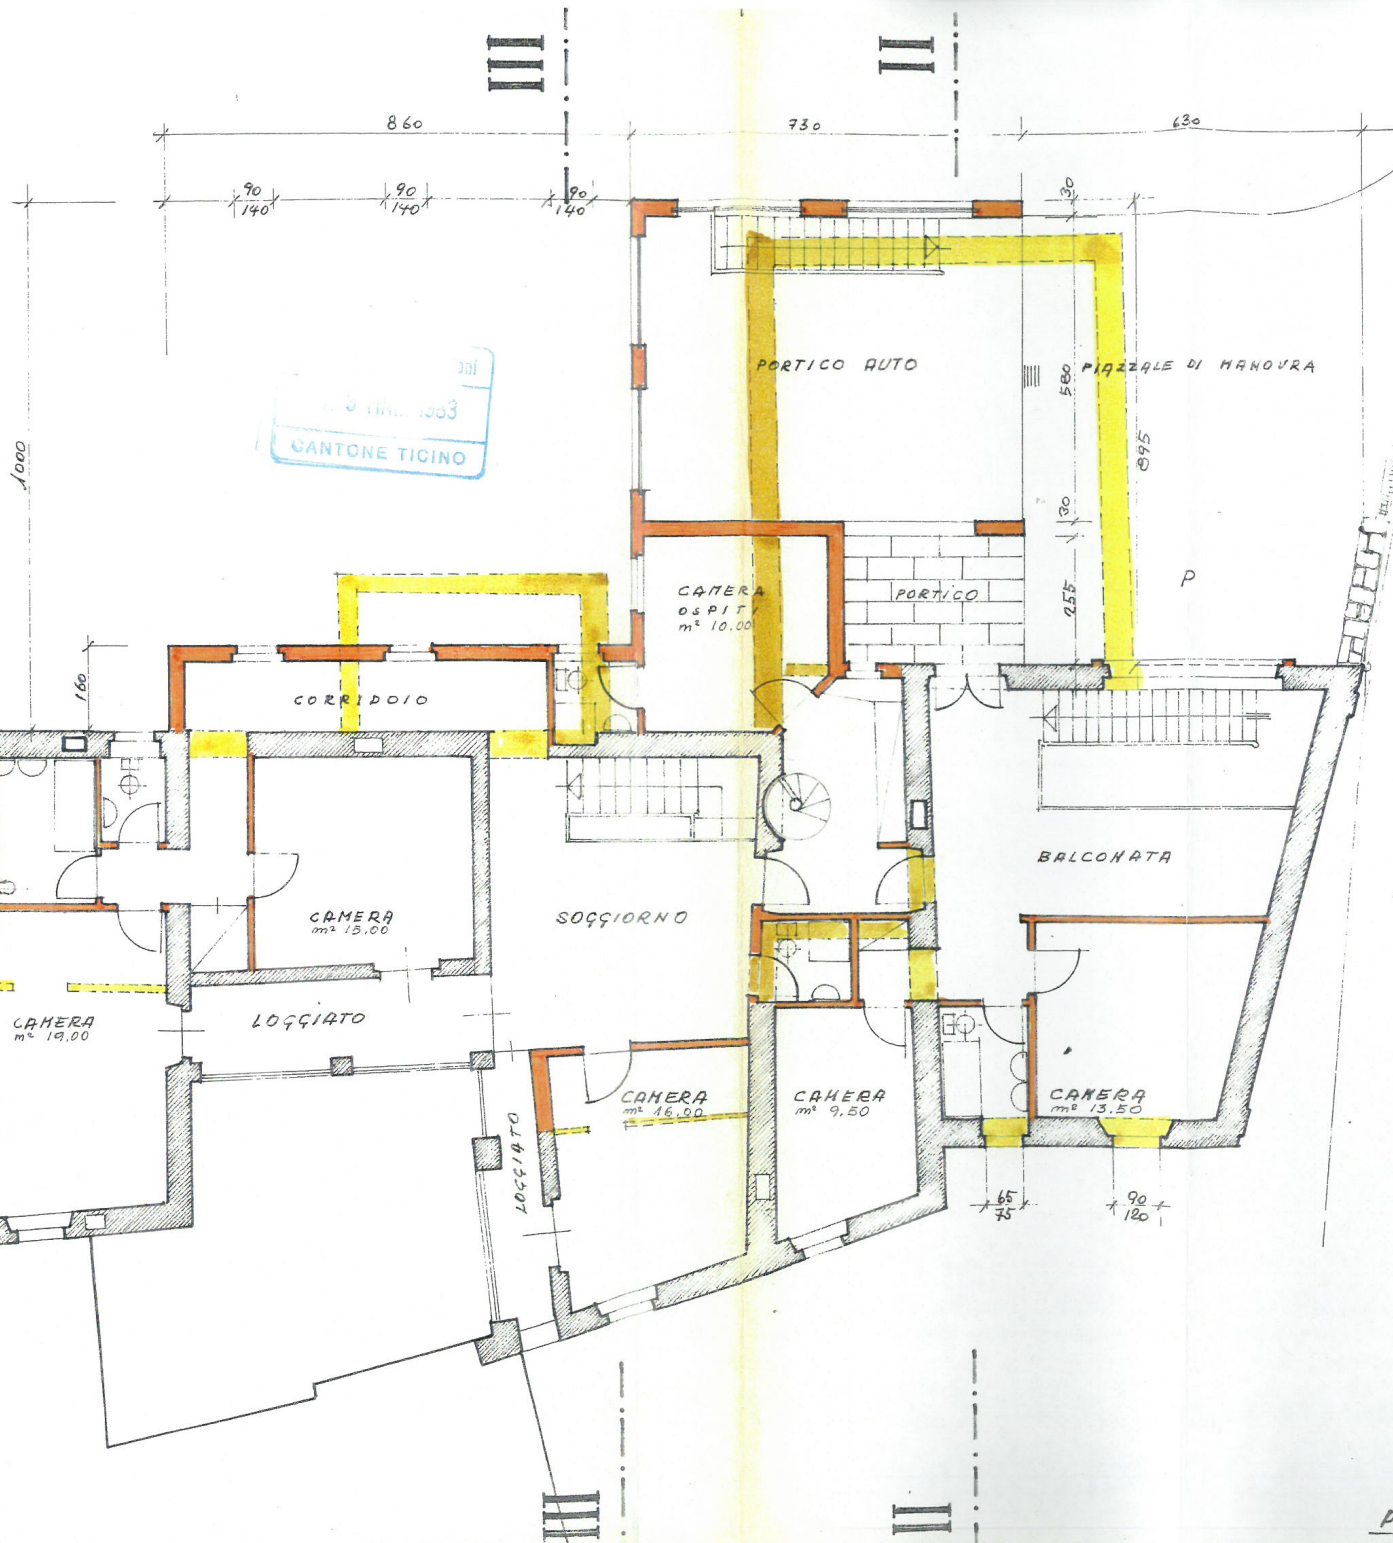 III
II
860
730
630
90
140
90
140
90
140
30
1000
PORTICO AUTO
PIAZZALE DI MANOVRA
580
895
1983
CANTONE TICINO
30
CAMERA
OSPITI
m² 10.00
PORTICO
255
P
160
CORRIDOIO
BALCONATA
CAMERA
m² 15,00
SOGGIORNO
CAMERA
m² 19,00
LOGGIATO
CAMERA
m² 16.00
CAMERA
m² 9,50
CAMERA
m² 13.50
LOGGIATO
65
75
90
120
III
II